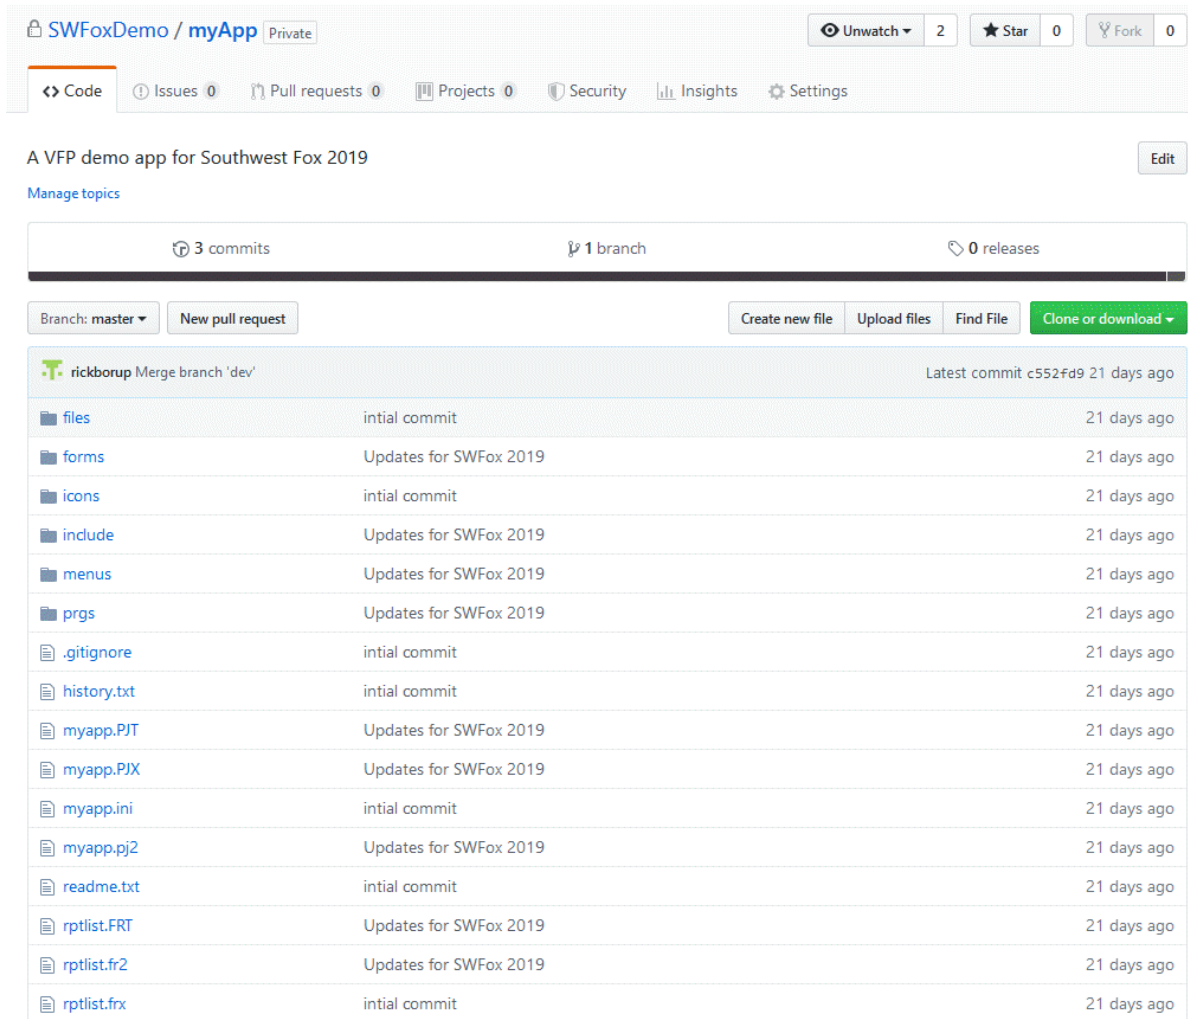 SWFoxDemo / myApp Private Unwatch 2 Star 0 Fork 0
Code Issues 0 Pull requests 0 Projects 0 Security Insights Settings
A VFP demo app for Southwest Fox 2019 Edit
Manage topics
3 commits 1 branch 0 releases
Branch: master New pull request Create new file Upload files Find File Clone or download
rickborup Merge branch 'dev' Latest commit c552fd9 21 days ago
files intial commit 21 days ago
forms Updates for SWFox 2019 21 days ago
icons intial commit 21 days ago
include Updates for SWFox 2019 21 days ago
menus Updates for SWFox 2019 21 days ago
prgs Updates for SWFox 2019 21 days ago
.gitignore intial commit 21 days ago
history.txt intial commit 21 days ago
myapp.PJT Updates for SWFox 2019 21 days ago
myapp.PJX Updates for SWFox 2019 21 days ago
myapp.ini intial commit 21 days ago
myapp.pj2 Updates for SWFox 2019 21 days ago
readme.txt intial commit 21 days ago
rptlist.FRT Updates for SWFox 2019 21 days ago
rptlist.fr2 Updates for SWFox 2019 21 days ago
rptlist.frx intial commit 21 days ago